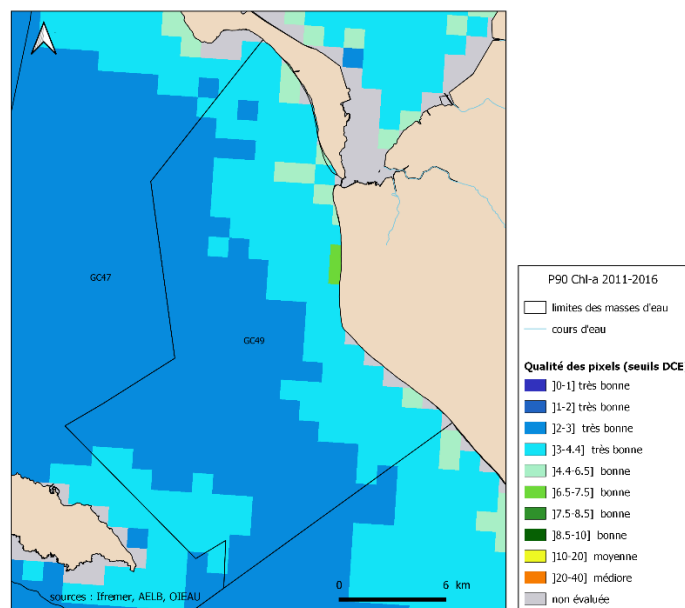 GC47
GC49
sources : Ifremer, AELB, OIEAU
0 6 km
P90 Chl-a 2011-2016
limites des masses d'eau
cours d'eau
Qualité des pixels (seuils DCE
]0-1] très bonne
]1-2] très bonne
]2-3] très bonne
]3-4.4] très bonne
]4.4-6.5] bonne
]6.5-7.5] bonne
]7.5-8.5] bonne
]8.5-10] bonne
]10-20] moyenne
]20-40] médiore
non évaluée